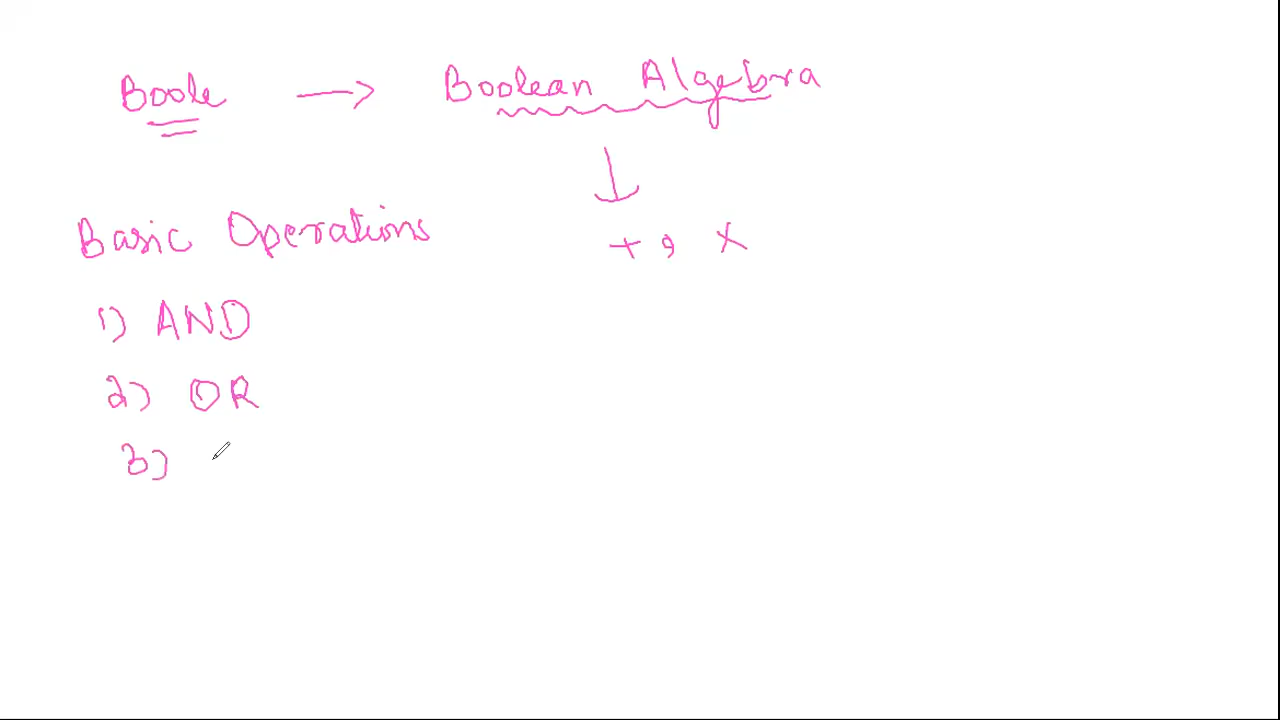 Boole → Boolean Algebra
↓
+, ×
Basic Operations
1) AND
2) OR
3)